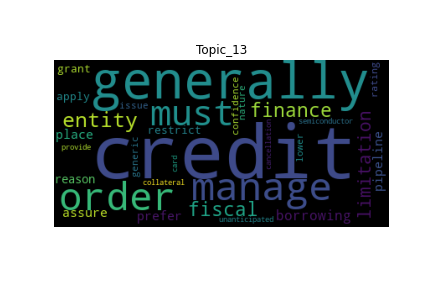 Topic_13
grant
generally
rating
apply
issue
must
confidence
nature
finance
entity
restrict
semiconductor
place
generic
credit
cancellation
lower
limitation
pipeline
provide
card
reason
collateral
manage
order
assure
prefer
fiscal
unanticipated
borrowing